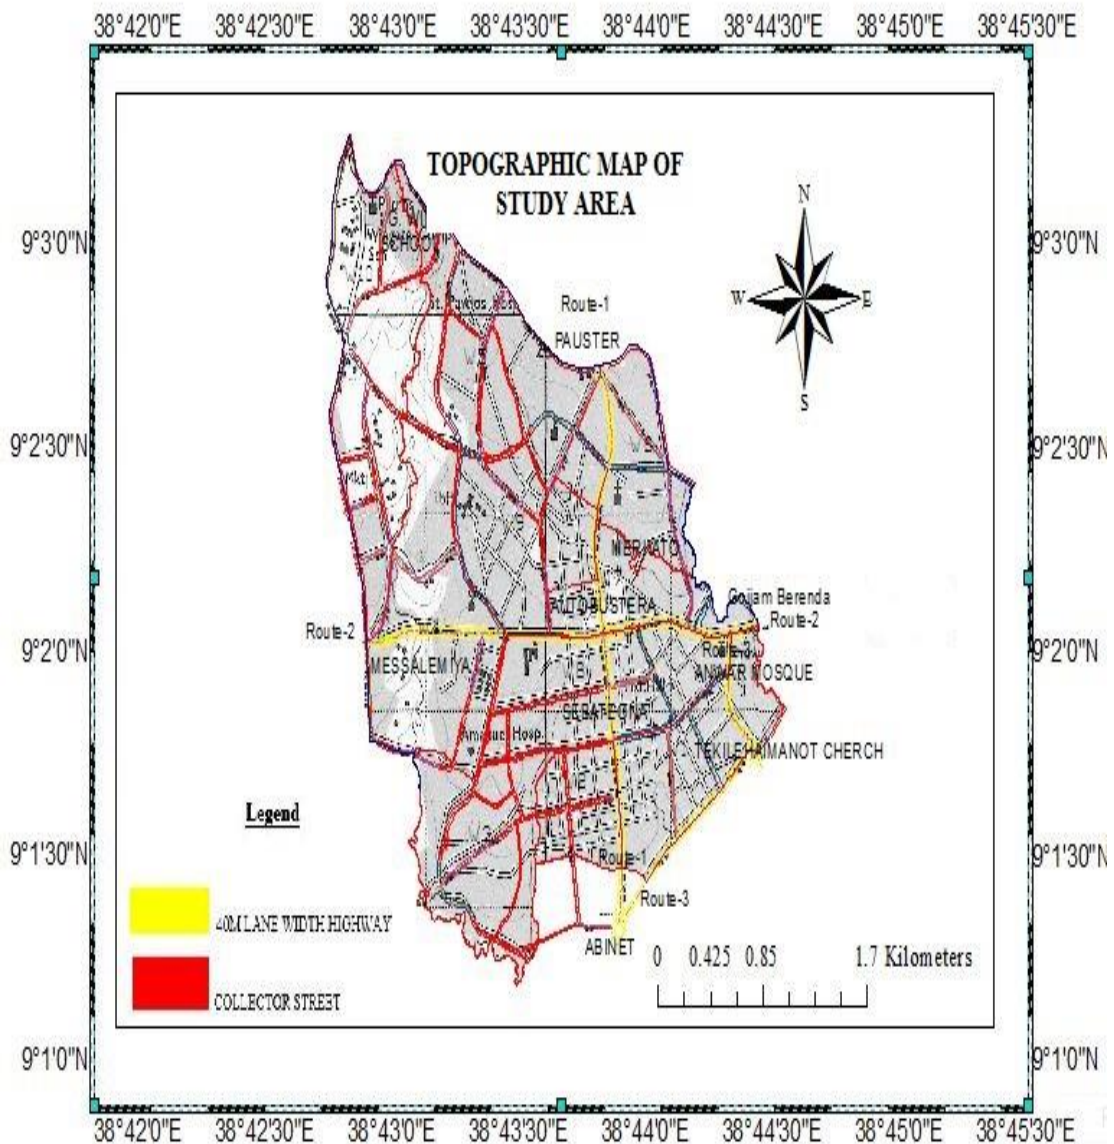 38°42'0"E 38°42'30"E 38°43'0"E 38°43'30"E 38°44'0"E 38°44'30"E 38°45'0"E 38°45'30"E
TOPOGRAPHIC MAP OF
STUDY AREA
N
W E
S
9°3'0"N 9°3'0"N
SCHOOL
Route-1
PAUSTER
9°2'30"N 9°2'30"N
Mkt
MERKATO
AUTOBUSTERA
Gojjam Berenda
Route-2 Route-2
9°2'0"N 9°2'0"N
MESSALEMIYA
ANWAR MOSQUE
SEBATEGNA
Hosp.
TEKILEHAIMANOT CHERCH
Legend
9°1'30"N 9°1'30"N
Route-1
Route-3
40M LANE WIDTH HIGHWAY
ABINET
0 0.425 0.85 1.7 Kilometers
COLLECTOR STREET
9°1'0"N 9°1'0"N
38°42'0"E 38°42'30"E 38°43'0"E 38°43'30"E 38°44'0"E 38°44'30"E 38°45'0"E 38°45'30"E